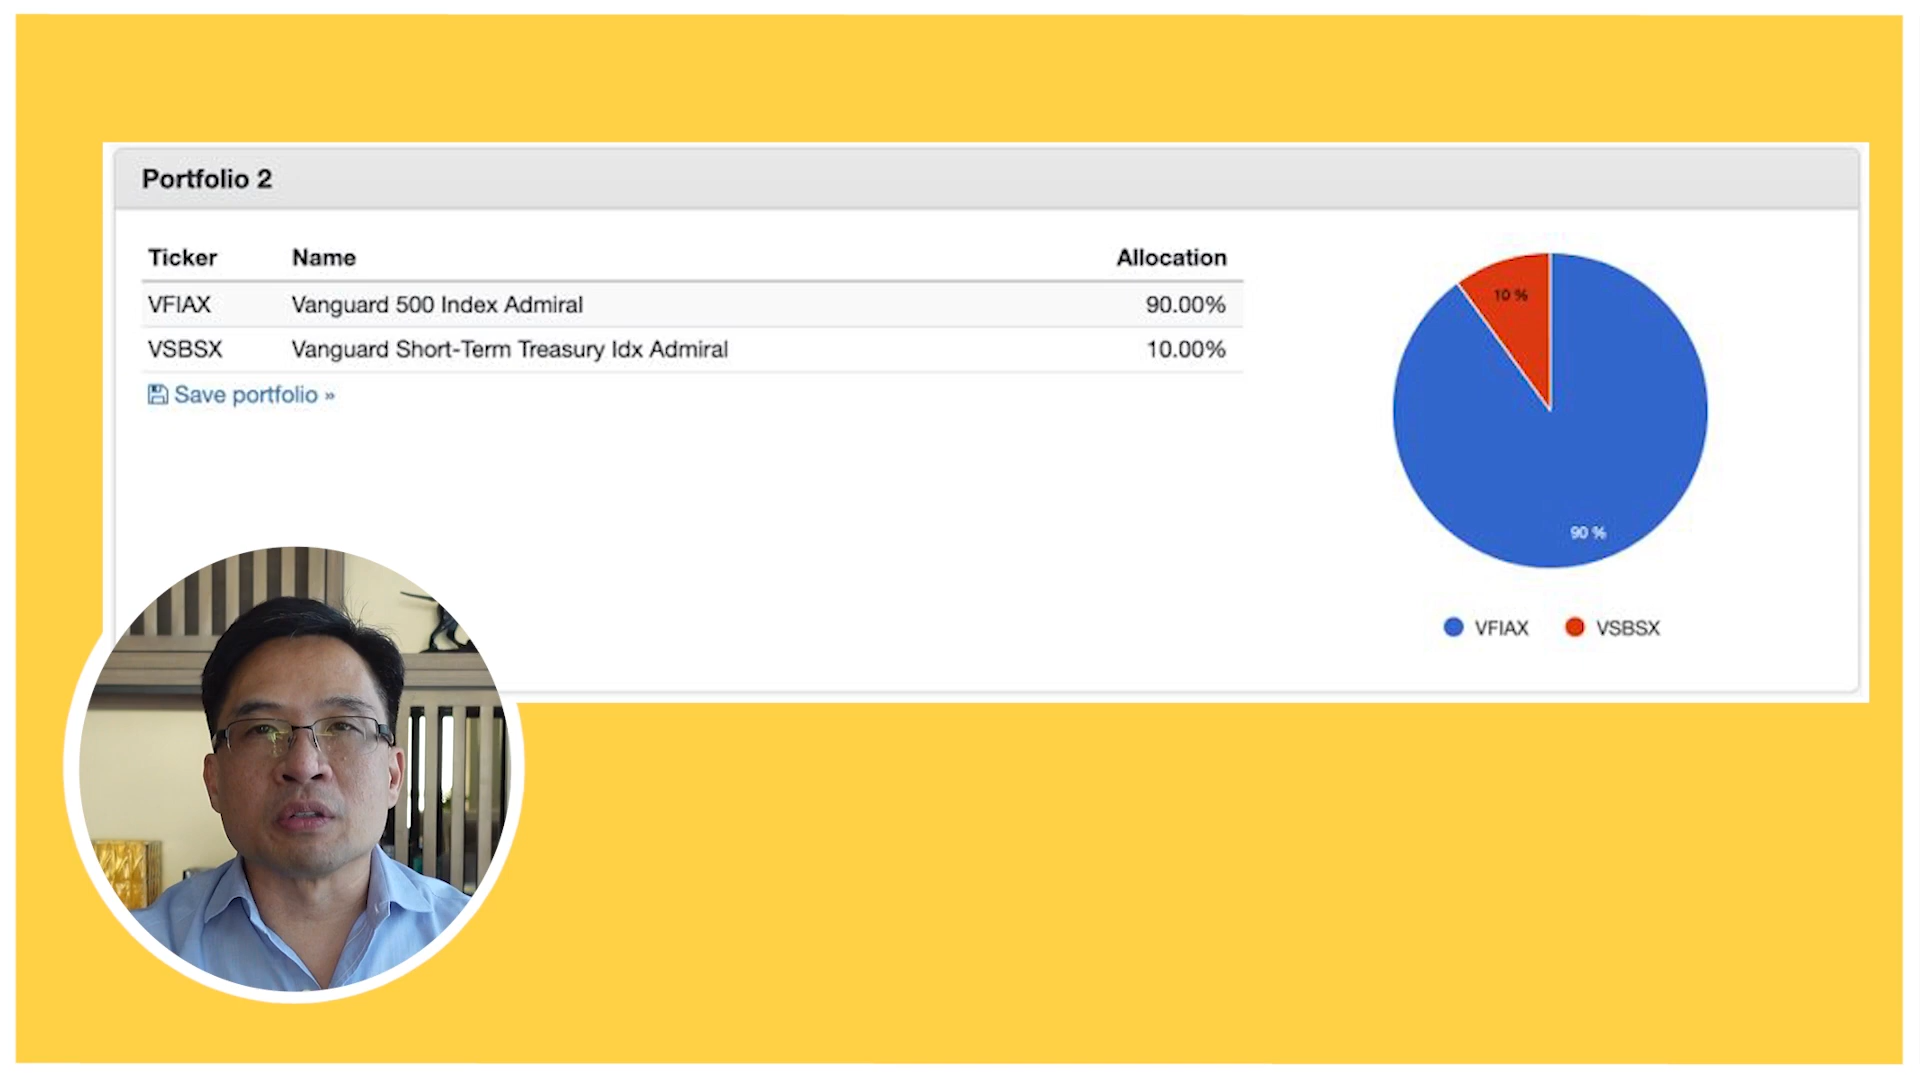 Portfolio 2
Ticker Name Allocation
VFIAX Vanguard 500 Index Admiral 90.00%
VSBSX Vanguard Short-Term Treasury Idx Admiral 10.00%
Save portfolio »
10 %
90 %
VFIAX VSBSX